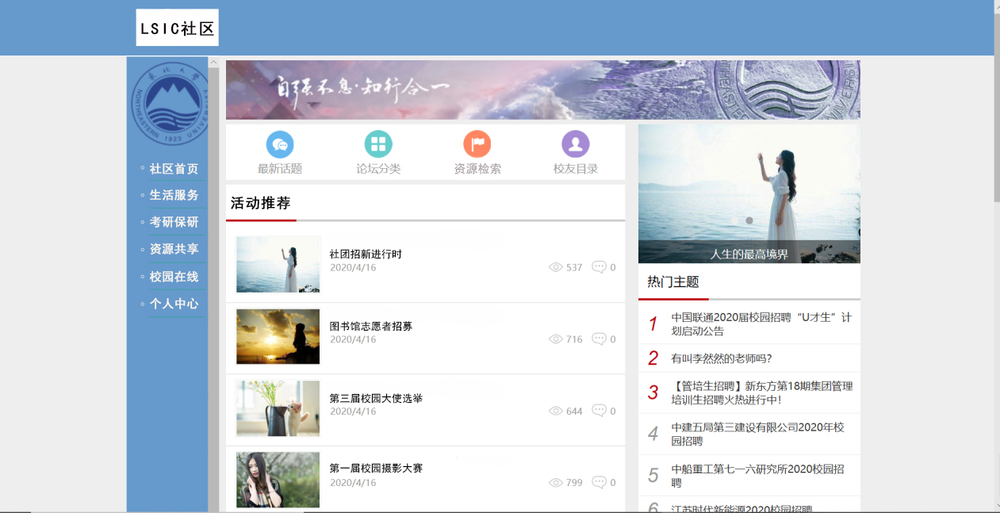 LSIC社区
东北大学
NORTHEASTERN 1923 UNIVERSITY
社区首页
生活服务
考研保研
资源共享
校园在线
个人中心
自强不息·知行合一
最新话题
论坛分类
资源检索
校友目录
活动推荐
社团招新进行时
2020/4/16
537
0
图书馆志愿者招募
2020/4/16
716
0
第三届校园大使选举
2020/4/16
644
0
第一届校园摄影大赛
2020/4/16
799
0
人生的最高境界
热门主题
1
中国联通2020届校园招聘“U才生”计
划启动公告
2
有叫李然然的老师吗?
3
【管培生招聘】新东方第18期集团管理
培训生招聘火热进行中!
4
中建五局第三建设有限公司2020年校
园招聘
5
中船重工第七一六研究所2020校园招
聘
6
江苏时代新能源2020校园招聘